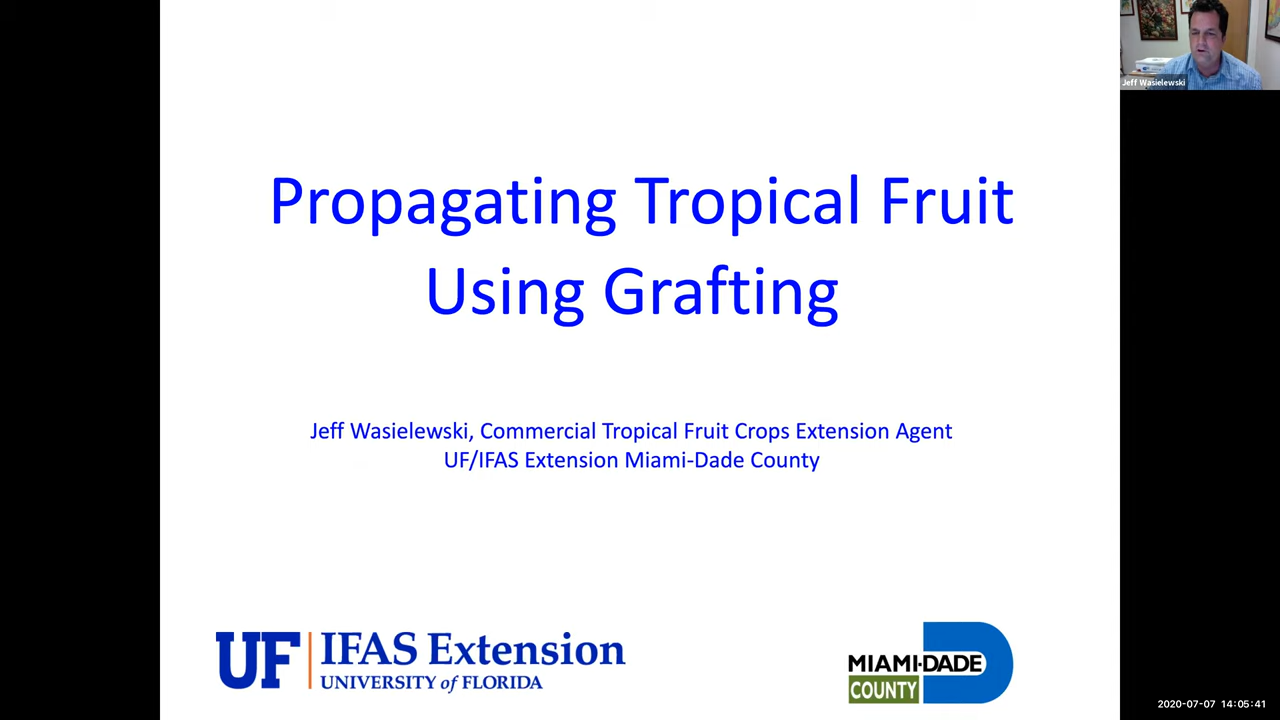 Jeff Wasielewski
Propagating Tropical Fruit
Using Grafting
Jeff Wasielewski, Commercial Tropical Fruit Crops Extension Agent
UF/IFAS Extension Miami-Dade County
UF IFAS Extension
UNIVERSITY of FLORIDA
MIAMI-DADE
COUNTY
2020-07-07 14:05:41